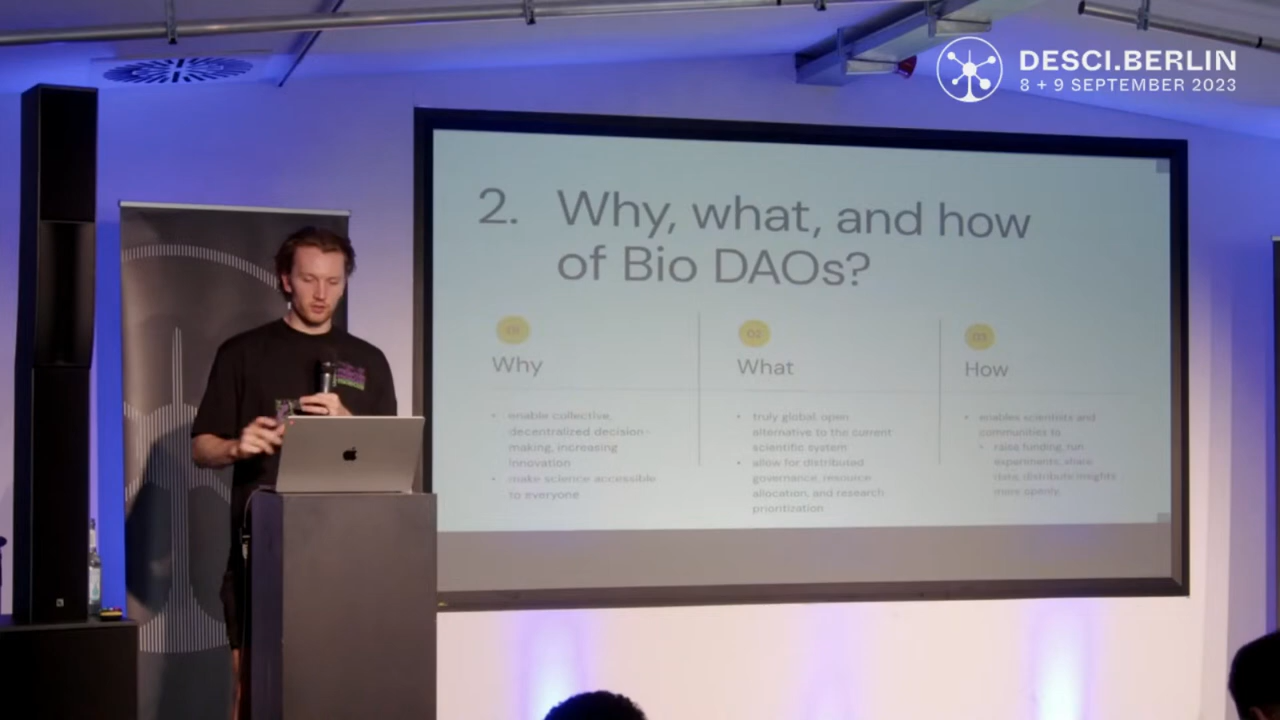 DESCI.BERLIN
8 + 9 SEPTEMBER 2023
2. Why, what, and how
of Bio DAOs?
01
Why
• enable collective,
decentralized decision-
making, increasing
innovation
• make science accessible
to everyone
02
What
• truly global, open
alternative to the current
scientific system
• allow for distributed
governance, resource
allocation, and research
prioritization
03
How
• enables scientists and
communities to
• raise funding, run
experiments, share
data, distribute insights
more openly.